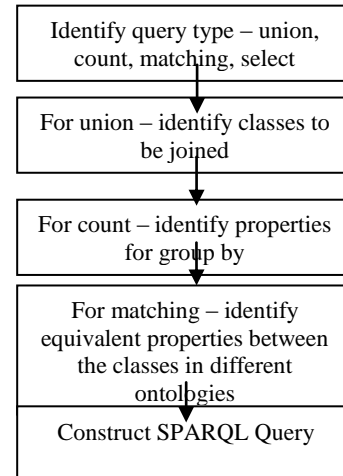 Identify query type – union,
count, matching, select
For union – identify classes to
be joined
For count – identify properties
for group by
For matching – identify
equivalent properties between
the classes in different
ontologies
Construct SPARQL Query